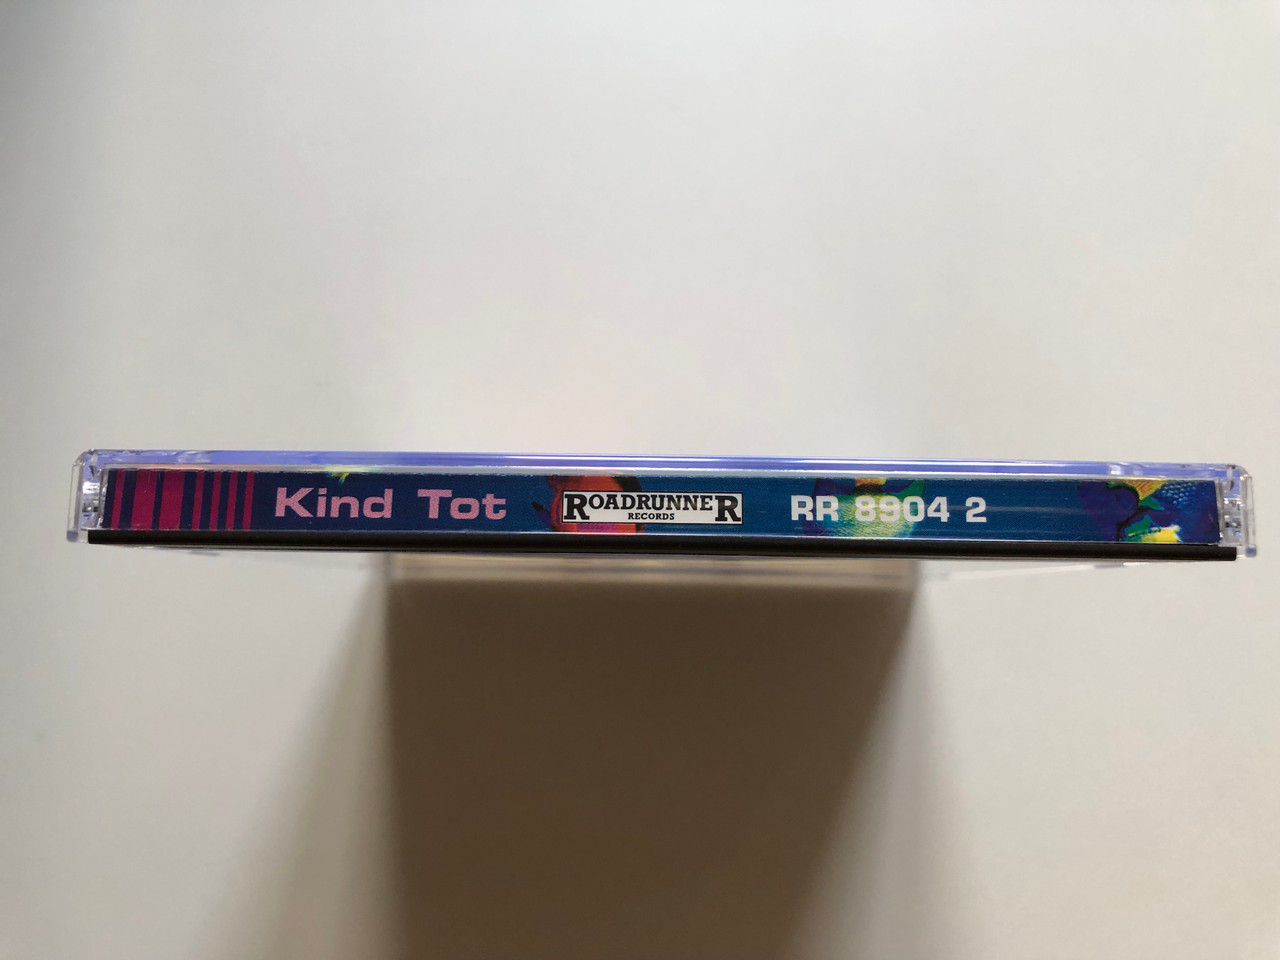 Kind Tot
ROADRUNNER
RECORDS
RR 8904 2